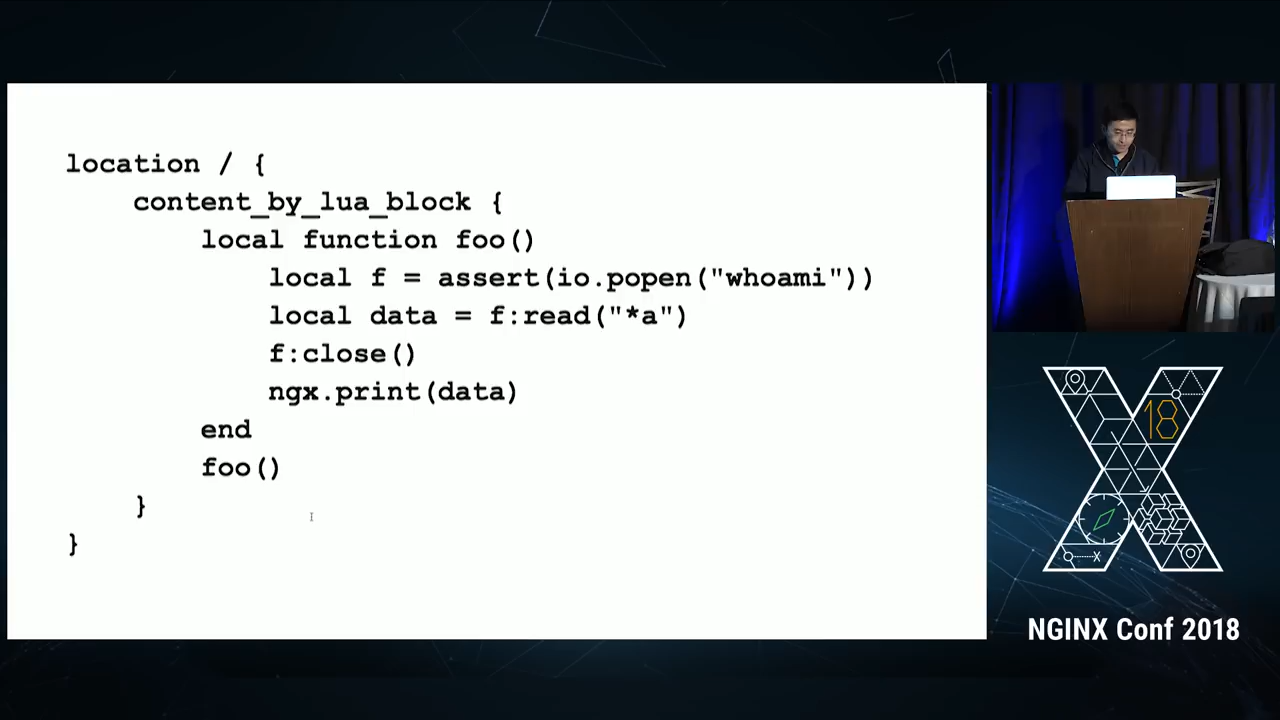 location / {
content_by_lua_block {
local function foo()
local f = assert(io.popen("whoami"))
local data = f:read("*a")
f:close()
ngx.print(data)
end
foo()
}
}
18
NGINX Conf 2018